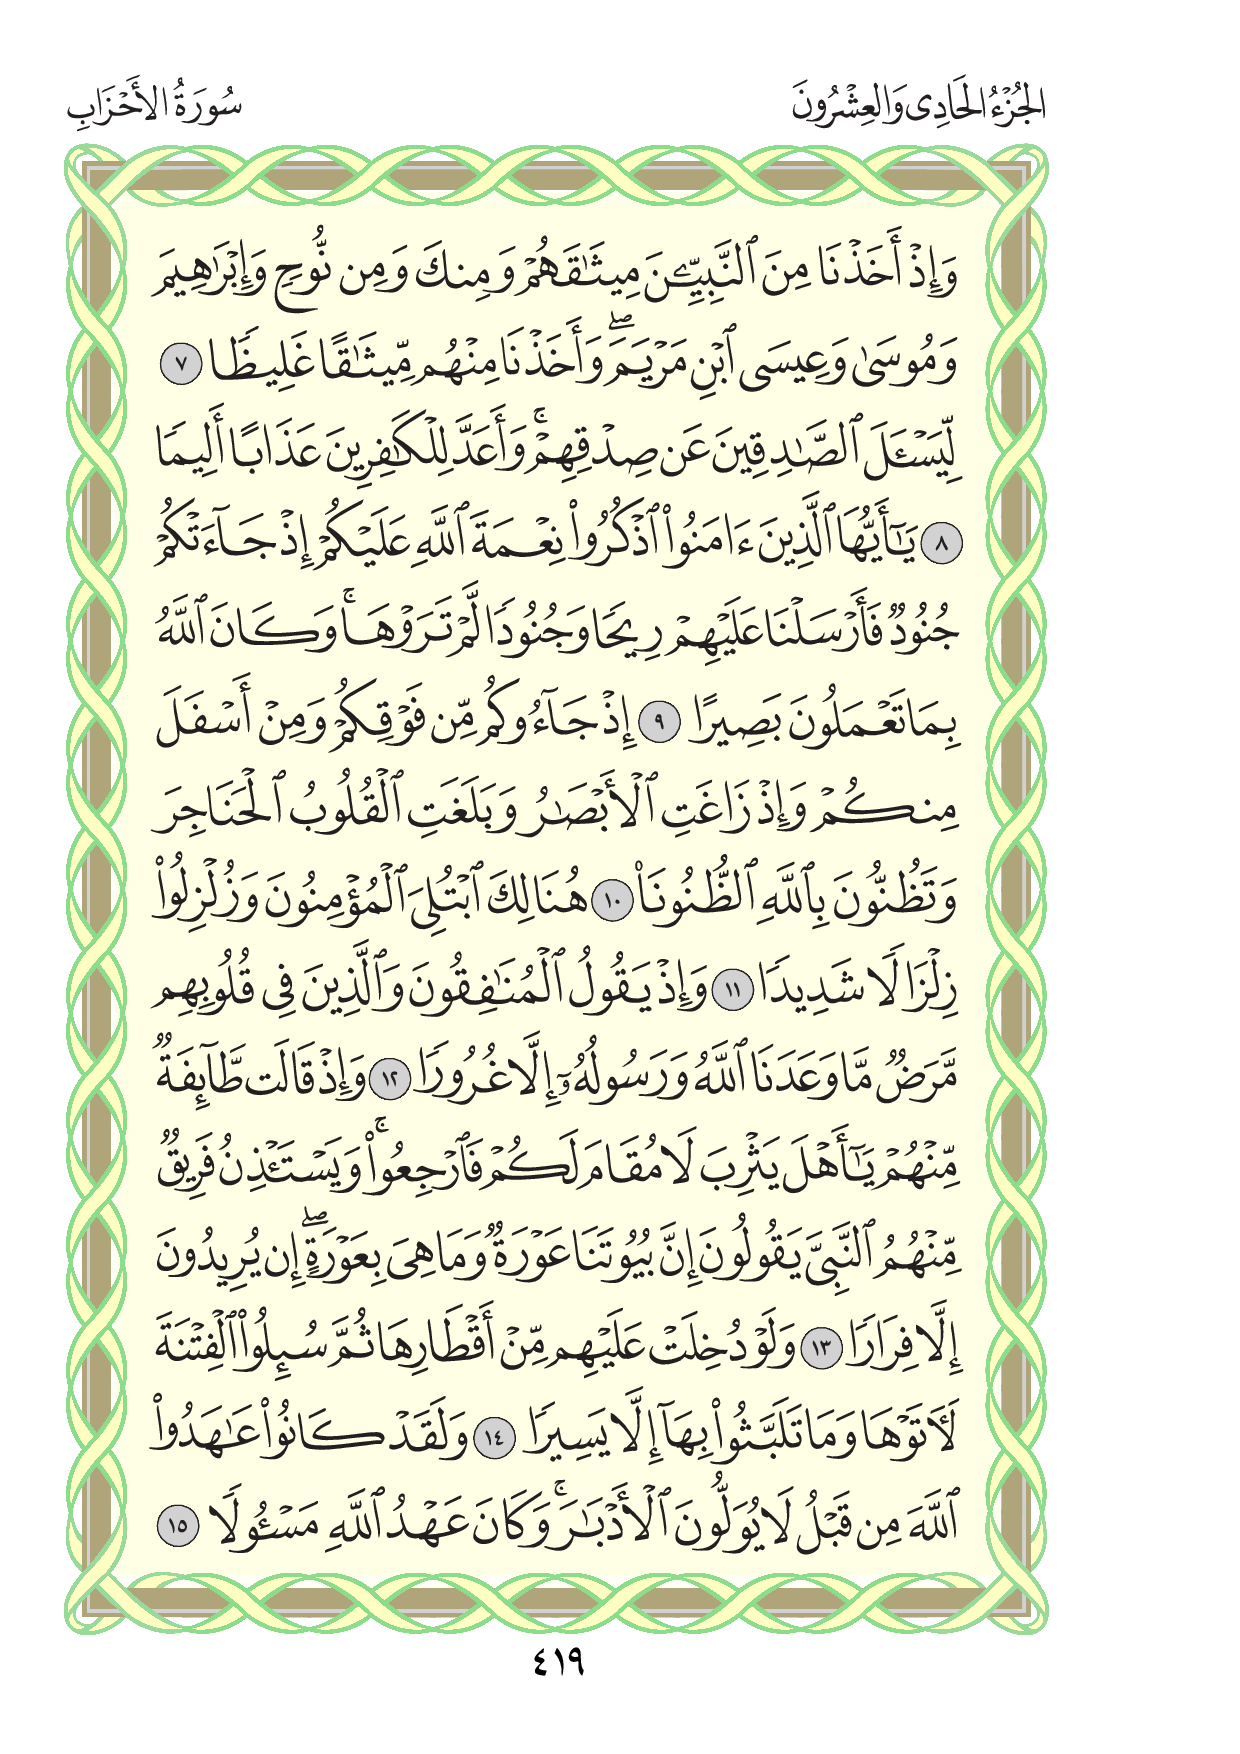 الجُزْءُ الحَادِى وَالعِشْرُونَ
سُورَةُ الأَحْزَابِ
وَإِذْ أَخَذْنَا مِنَ ٱلنَّبِيِّـۧنَ مِيثَٰقَهُمْ وَمِنكَ وَمِن نُّوحٍ وَإِبْرَٰهِيمَ
وَمُوسَىٰ وَعِيسَى ٱبْنِ مَرْيَمَ ۖ وَأَخَذْنَا مِنْهُم مِّيثَٰقًا غَلِيظًا ٧
لِّيَسْـَٔلَ ٱلصَّٰدِقِينَ عَن صِدْقِهِمْ ۚ وَأَعَدَّ لِلْكَٰفِرِينَ عَذَابًا أَلِيمًا
٨ يَٰٓأَيُّهَا ٱلَّذِينَ ءَامَنُوا۟ ٱذْكُرُوا۟ نِعْمَةَ ٱللَّهِ عَلَيْكُمْ إِذْ جَآءَتْكُمْ
جُنُودٌ فَأَرْسَلْنَا عَلَيْهِمْ رِيحًا وَجُنُودًا لَّمْ تَرَوْهَا ۚ وَكَانَ ٱللَّهُ
بِمَا تَعْمَلُونَ بَصِيرًا ٩ إِذْ جَآءُوكُم مِّن فَوْقِكُمْ وَمِنْ أَسْفَلَ
مِنكُمْ وَإِذْ زَاغَتِ ٱلْأَبْصَٰرُ وَبَلَغَتِ ٱلْقُلُوبُ ٱلْحَنَاجِرَ
وَتَظُنُّونَ بِٱللَّهِ ٱلظُّنُونَا۠ ١٠ هُنَالِكَ ٱبْتُلِىَ ٱلْمُؤْمِنُونَ وَزُلْزِلُوا۟
زِلْزَالًا شَدِيدًا ١١ وَإِذْ يَقُولُ ٱلْمُنَٰفِقُونَ وَٱلَّذِينَ فِى قُلُوبِهِم
مَّرَضٌ مَّا وَعَدَنَا ٱللَّهُ وَرَسُولُهُۥٓ إِلَّا غُرُورًا ١٢ وَإِذْ قَالَت طَّآئِفَةٌ
مِّنْهُمْ يَٰٓأَهْلَ يَثْرِبَ لَا مُقَامَ لَكُمْ فَٱرْجِعُوا۟ ۚ وَيَسْتَـْٔذِنُ فَرِيقٌ
مِّنْهُمُ ٱلنَّبِىَّ يَقُولُونَ إِنَّ بُيُوتَنَا عَوْرَةٌ وَمَا هِىَ بِعَوْرَةٍ ۖ إِن يُرِيدُونَ
إِلَّا فِرَارًا ١٣ وَلَوْ دُخِلَتْ عَلَيْهِم مِّنْ أَقْطَارِهَا ثُمَّ سُئِلُوا۟ ٱلْفِتْنَةَ
لَـَٔاتَوْهَا وَمَا تَلَبَّثُوا۟ بِهَآ إِلَّا يَسِيرًا ١٤ وَلَقَدْ كَانُوا۟ عَٰهَدُوا۟
ٱللَّهَ مِن قَبْلُ لَا يُوَلُّونَ ٱلْأَدْبَٰرَ ۚ وَكَانَ عَهْدُ ٱللَّهِ مَسْـُٔولًا ١٥
٤١٩